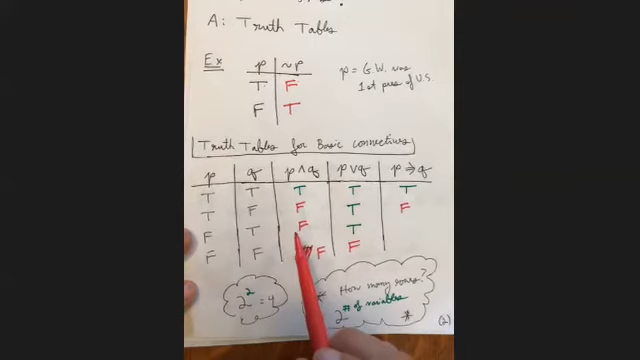 A: Truth Tables
Ex
p ~p
T F
F T
p = G.W. was
1st pres of U.S.
Truth Tables for Basic connectives
p q p ∧ q p ∨ q p ⇒ q
T T T T T
T F F T F
F T F T
F F F F
2² = 4
* How many rows?
2 # of variables *
(2)